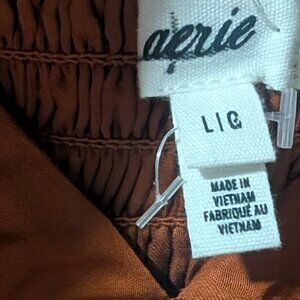 aerie
L|G
MADE IN
VIETNAM
FABRIQUÉ AU
VIETNAM